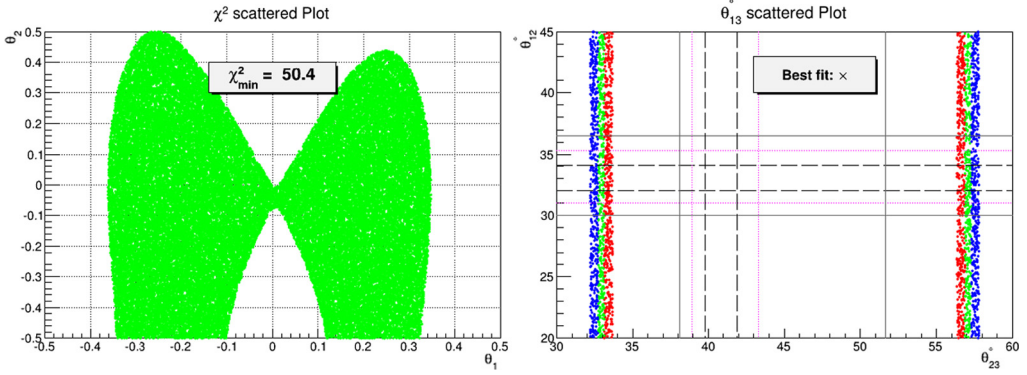 χ² scattered Plot
θ₂
0.5
0.4
0.3
0.2
0.1
0
-0.1
-0.2
-0.3
-0.4
-0.5
χ²min = 50.4
-0.5 -0.4 -0.3 -0.2 -0.1 0 0.1 0.2 0.3 0.4 0.5
θ₁
θ°₁₃ scattered Plot
θ°₁₂
45
40
35
30
25
20
Best fit: ×
30 35 40 45 50 55 60
θ°₂₃